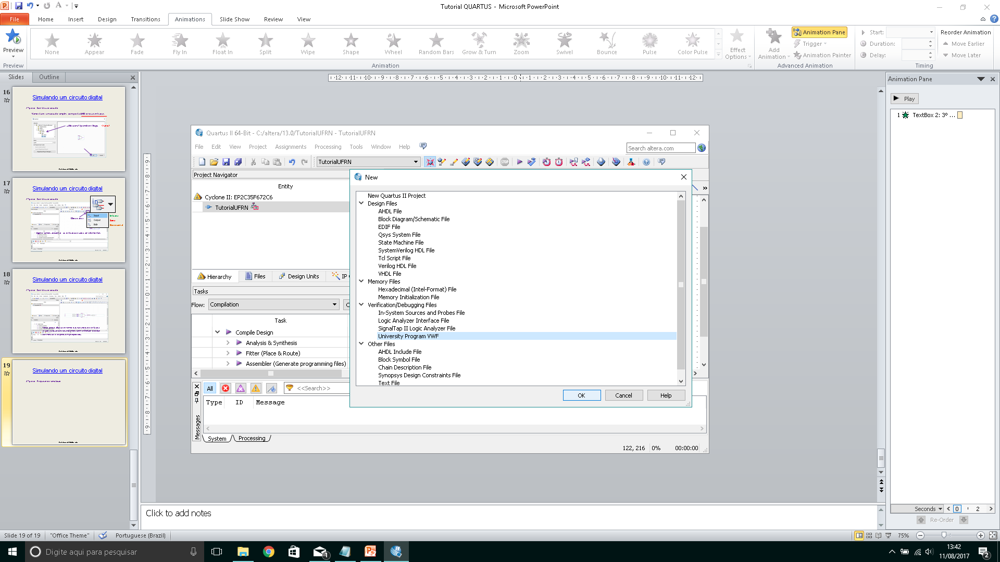 Tutorial QUARTUS - Microsoft PowerPoint
File Home Insert Design Transitions Animations Slide Show Review View
Preview
None Appear Fade Fly In Float In Split Wipe Shape Wheel Random Bars Grow & Turn Zoom Swivel Bounce Pulse Color Pulse
Effect Options
Add Animation
Animation Pane
Trigger
Animation Painter
Start:
Duration:
Delay:
Reorder Animation
Move Earlier
Move Later
Preview Animation Advanced Animation Timing
Slides Outline
16
Simulando um circuito digital
17
Simulando um circuito digital
Input
Output
Bidir
18
Simulando um circuito digital
19
Simulando um circuito digital
Quartus II 64-Bit - C:/altera/13.0/TutorialUFRN - TutorialUFRN
File Edit View Project Assignments Processing Tools Window Help
Search altera.com
TutorialUFRN
Project Navigator
Entity
Cyclone II: EP2C35F672C6
TutorialUFRN
Hierarchy Files Design Units IP
Tasks
Flow: Compilation
Task
Compile Design
Analysis & Synthesis
Fitter (Place & Route)
Assembler (Generate programming files)
All <<Search>>
Type ID Message
Messages
System Processing
122, 216 0% 00:00:00
New
New Quartus II Project
Design Files
AHDL File
Block Diagram/Schematic File
EDIF File
Qsys System File
State Machine File
SystemVerilog HDL File
Tcl Script File
Verilog HDL File
VHDL File
Memory Files
Hexadecimal (Intel-Format) File
Memory Initialization File
Verification/Debugging Files
In-System Sources and Probes File
Logic Analyzer Interface File
SignalTap II Logic Analyzer File
University Program VWF
Other Files
AHDL Include File
Block Symbol File
Chain Description File
Synopsys Design Constraints File
Text File
OK Cancel Help
Animation Pane
Play
1 TextBox 2: 3º ...
Seconds 0 2
Re-Order
Click to add notes
Slide 19 of 19 "Office Theme" Portuguese (Brazil) 75%
Digite aqui para pesquisar
13:42
11/08/2017